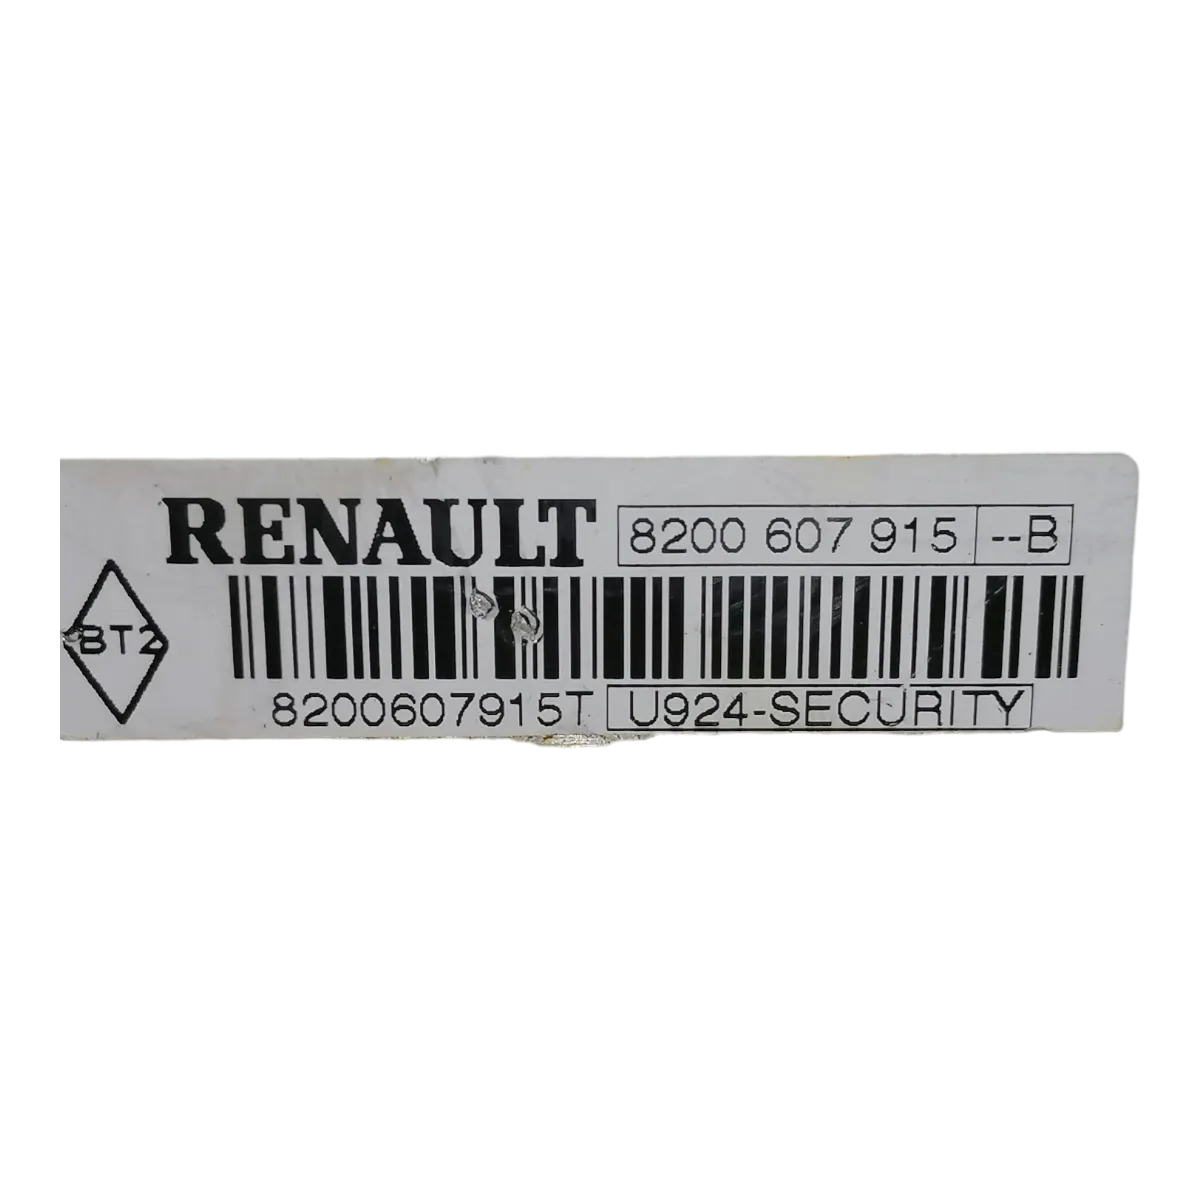 RENAULT 8200 607 915 --B
BT2
8200607915T U924-SECURITY